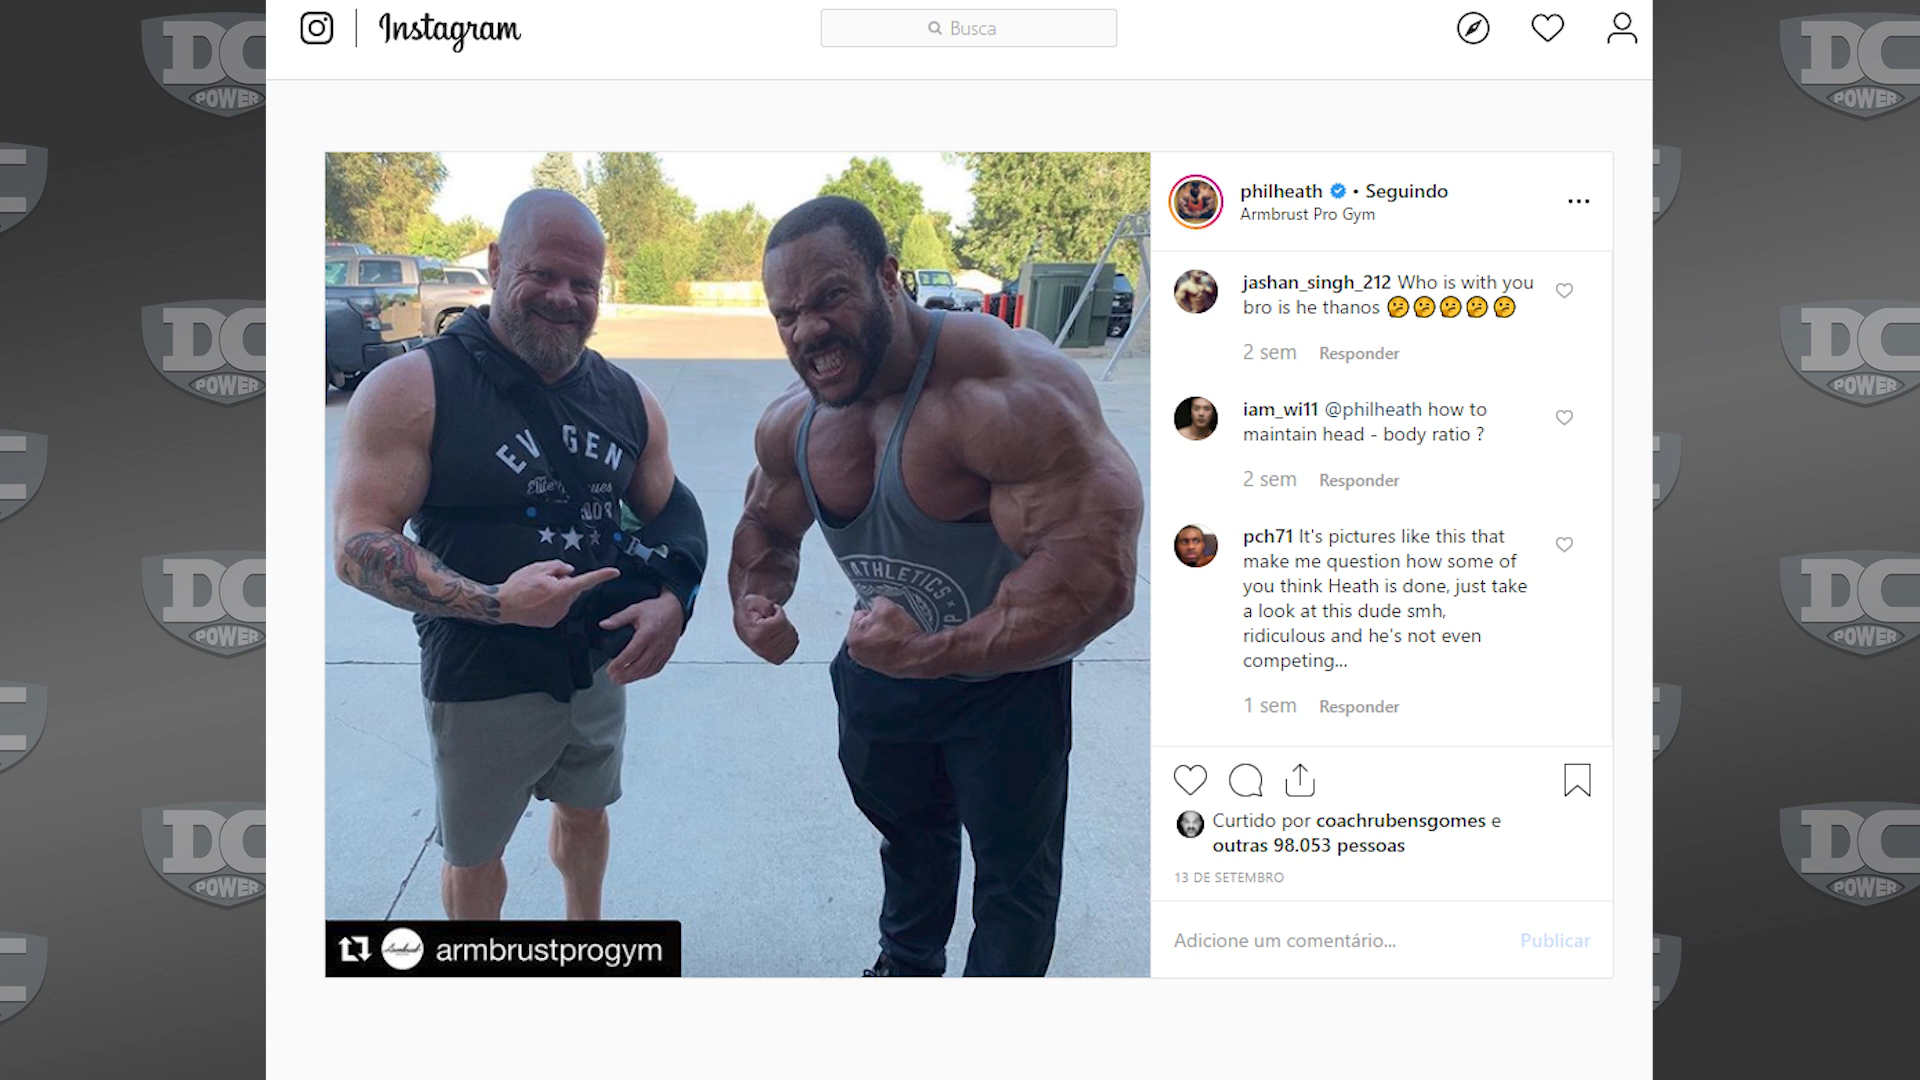 Instagram
Busca
DC
POWER
philheath • Seguindo
Armbrust Pro Gym
jashan_singh_212 Who is with you
bro is he thanos 🤔🤔🤔🤔🤔
2 sem Responder
iam_wi11 @philheath how to
maintain head - body ratio ?
2 sem Responder
pch71 It's pictures like this that
make me question how some of
you think Heath is done, just take
a look at this dude smh,
ridiculous and he's not even
competing...
1 sem Responder
Curtido por coachrubensgomes e
outras 98.053 pessoas
13 DE SETEMBRO
Adicione um comentário... Publicar
EV GEN
ATHLETICS
armbrustprogym